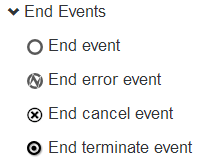 End Events
End event
End error event
End cancel event
End terminate event